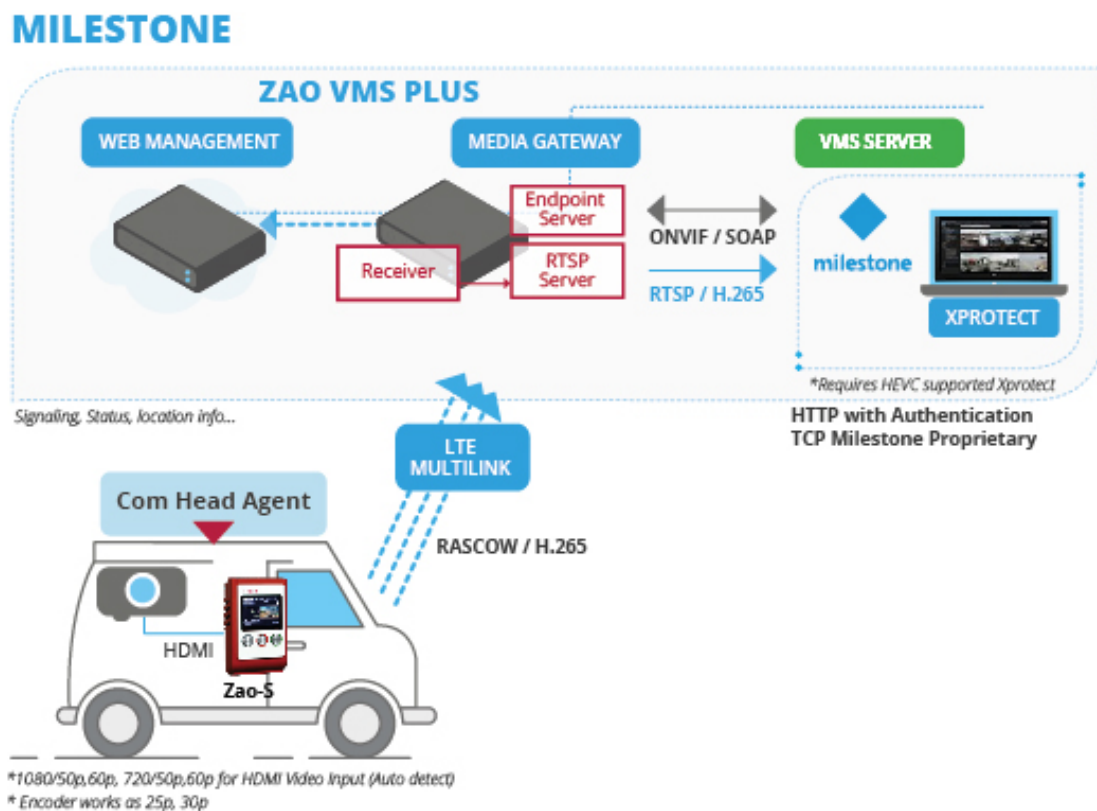 MILESTONE
ZAO VMS PLUS
WEB MANAGEMENT
MEDIA GATEWAY
VMS SERVER
Endpoint
Server
ONVIF / SOAP
Receiver
RTSP
Server
RTSP / H.265
milestone
XPROTECT
*Requires HEVC supported Xprotect
Signaling, Status, location info...
HTTP with Authentication
TCP Milestone Proprietary
LTE
MULTILINK
Com Head Agent
RASCOW / H.265
HDMI
Zao-S
*1080/50p,60p, 720/50p,60p for HDMI Video Input (Auto detect)
* Encoder works as 25p, 30p